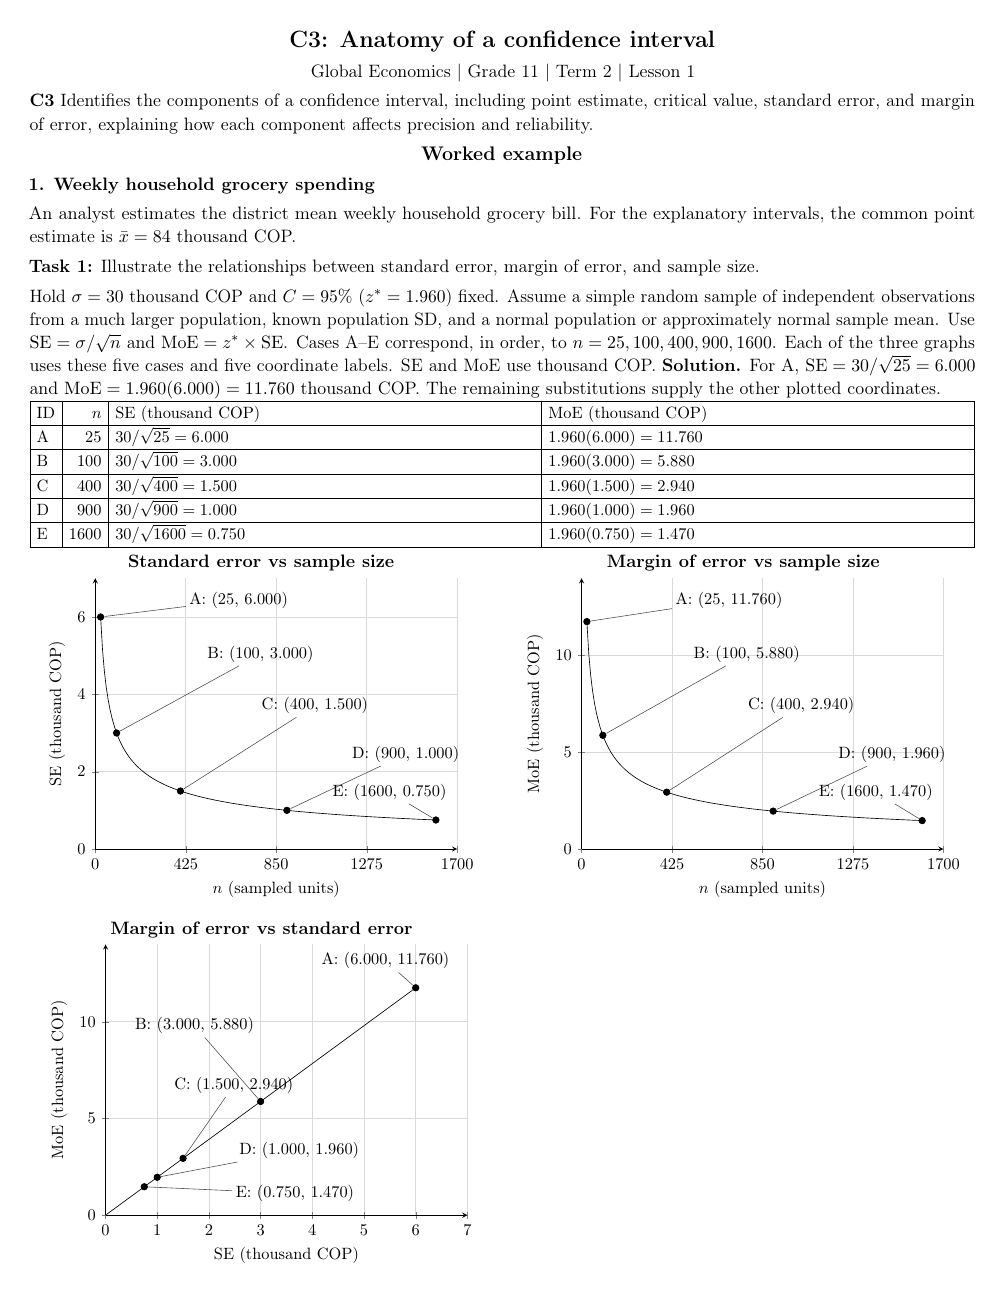 C3: Anatomy of a confidence interval
Global Economics | Grade 11 | Term 2 | Lesson 1
C3 Identifies the components of a confidence interval, including point estimate, critical value, standard error, and margin
of error, explaining how each component affects precision and reliability.
Worked example
1. Weekly household grocery spending
An analyst estimates the district mean weekly household grocery bill. For the explanatory intervals, the common point
estimate is x̄ = 84 thousand COP.
Task 1: Illustrate the relationships between standard error, margin of error, and sample size.
Hold σ = 30 thousand COP and C = 95% (z* = 1.960) fixed. Assume a simple random sample of independent observations
from a much larger population, known population SD, and a normal population or approximately normal sample mean. Use
SE = σ/√n and MoE = z* × SE. Cases A–E correspond, in order, to n = 25, 100, 400, 900, 1600. Each of the three graphs
uses these five cases and five coordinate labels. SE and MoE use thousand COP. Solution. For A, SE = 30/√25 = 6.000
and MoE = 1.960(6.000) = 11.760 thousand COP. The remaining substitutions supply the other plotted coordinates.
ID n SE (thousand COP) MoE (thousand COP)
A 25 30/√25 = 6.000 1.960(6.000) = 11.760
B 100 30/√100 = 3.000 1.960(3.000) = 5.880
C 400 30/√400 = 1.500 1.960(1.500) = 2.940
D 900 30/√900 = 1.000 1.960(1.000) = 1.960
E 1600 30/√1600 = 0.750 1.960(0.750) = 1.470
Standard error vs sample size
A: (25, 6.000)
B: (100, 3.000)
C: (400, 1.500)
D: (900, 1.000)
E: (1600, 0.750)
6
4
2
0
SE (thousand COP)
0 425 850 1275 1700
n (sampled units)
Margin of error vs sample size
A: (25, 11.760)
B: (100, 5.880)
C: (400, 2.940)
D: (900, 1.960)
E: (1600, 1.470)
10
5
0
MoE (thousand COP)
0 425 850 1275 1700
n (sampled units)
Margin of error vs standard error
A: (6.000, 11.760)
B: (3.000, 5.880)
C: (1.500, 2.940)
D: (1.000, 1.960)
E: (0.750, 1.470)
10
5
0
MoE (thousand COP)
0 1 2 3 4 5 6 7
SE (thousand COP)